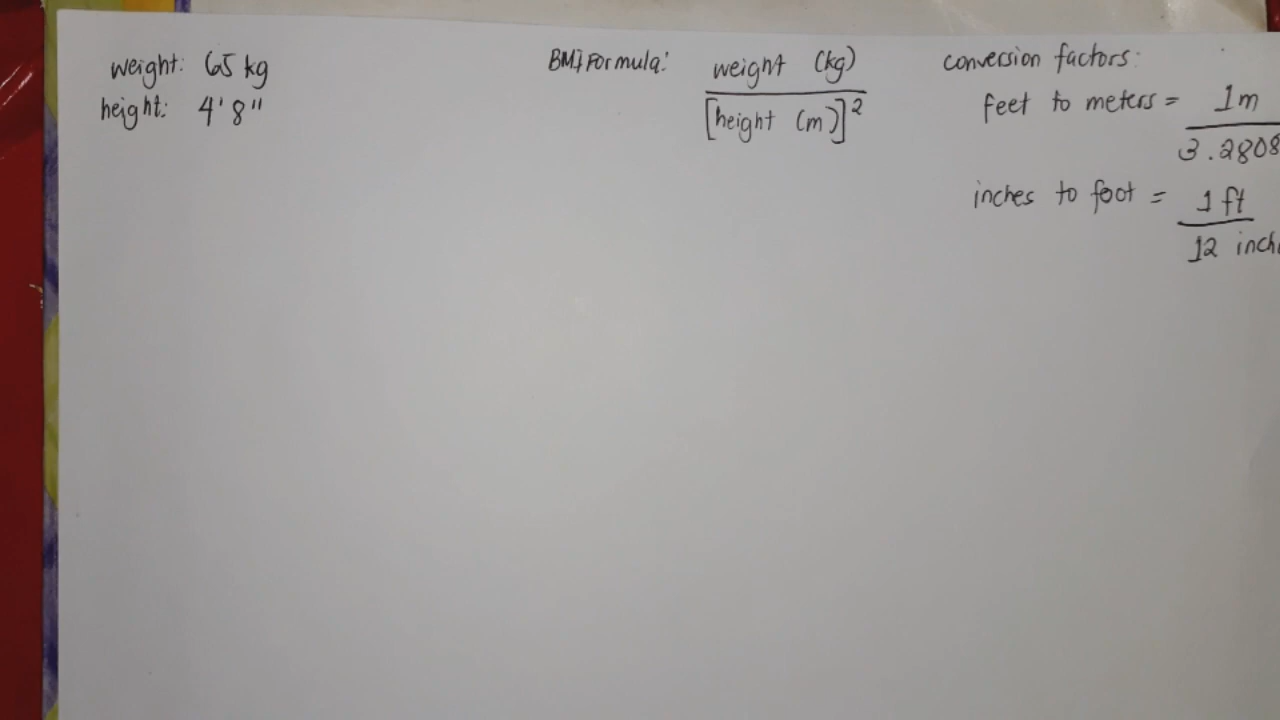 weight: 65 kg
height: 4' 8"
BMI Formula:
weight (kg)
[height (m)]²
conversion factors:
feet to meters = 1m
3.2808
inches to foot = 1 ft
12